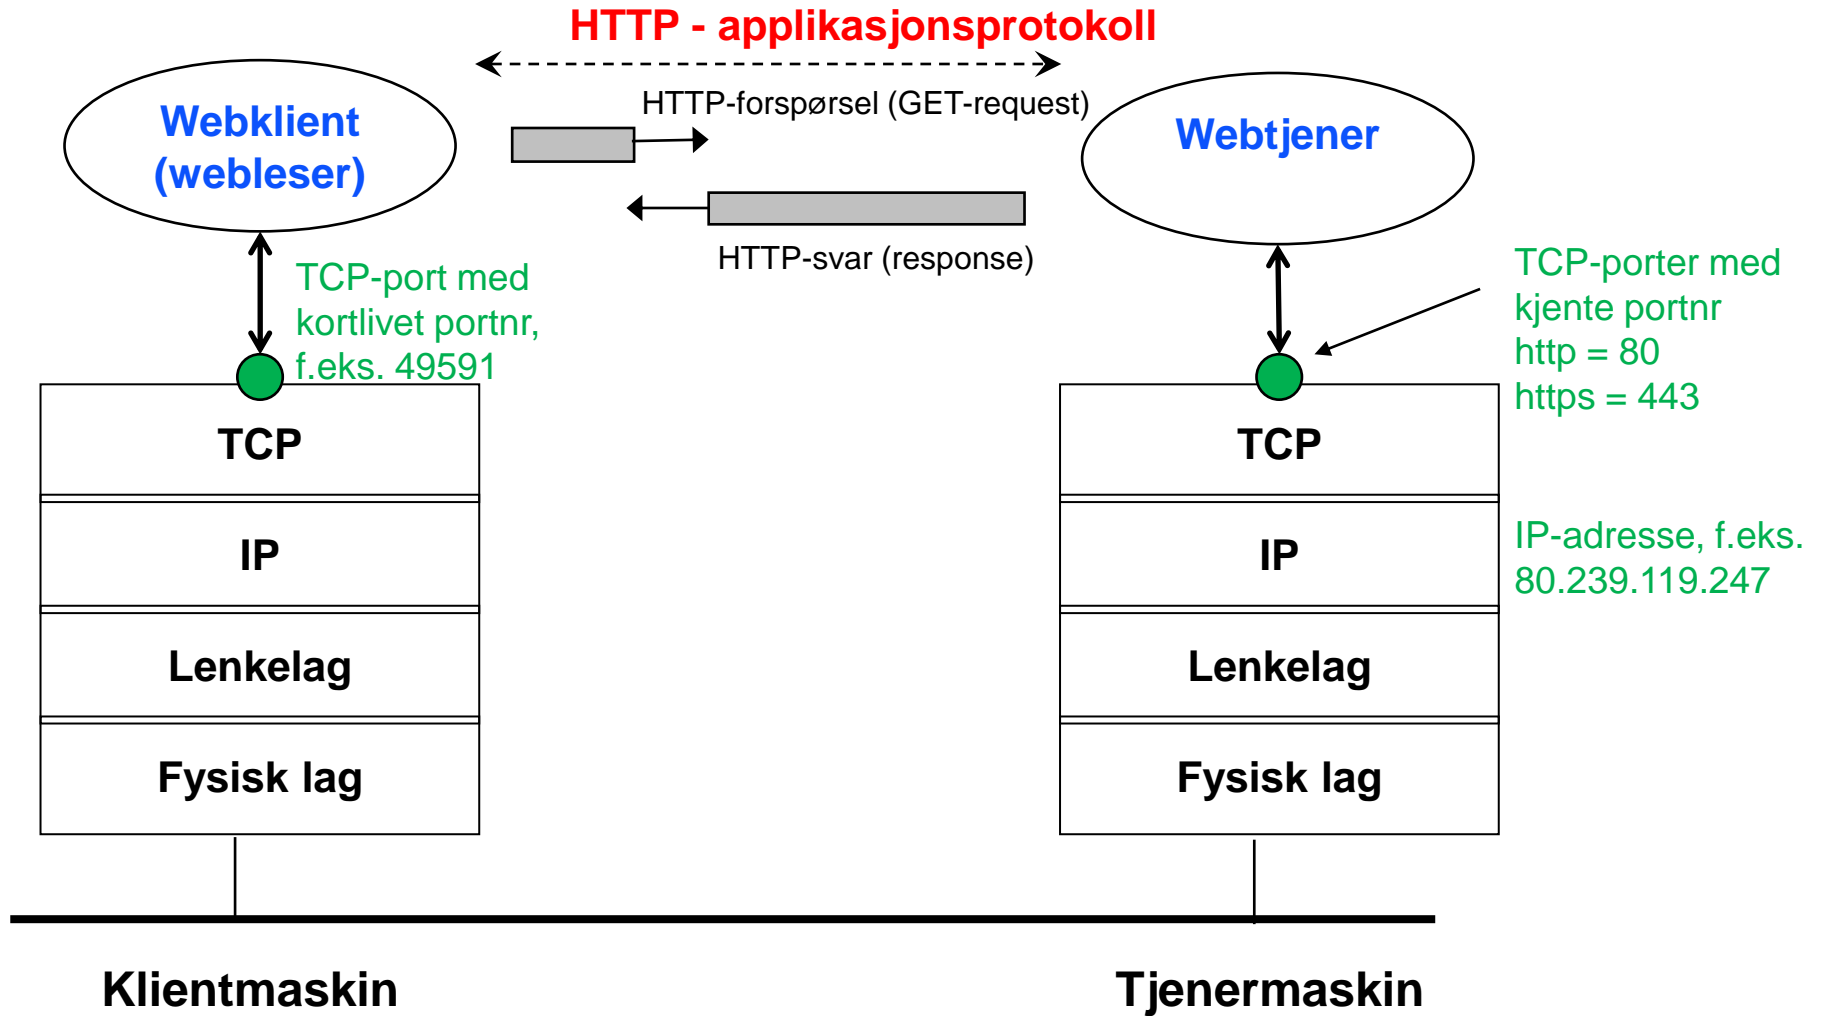 HTTP - applikasjonsprotokoll
Webklient
(webleser)
HTTP-forspørsel (GET-request)
Webtjener
HTTP-svar (response)
TCP-port med
kortlivet portnr,
f.eks. 49591
TCP-porter med
kjente portnr
http = 80
https = 443
TCP
IP
Lenkelag
Fysisk lag
TCP
IP
Lenkelag
Fysisk lag
IP-adresse, f.eks.
80.239.119.247
Klientmaskin
Tjenermaskin